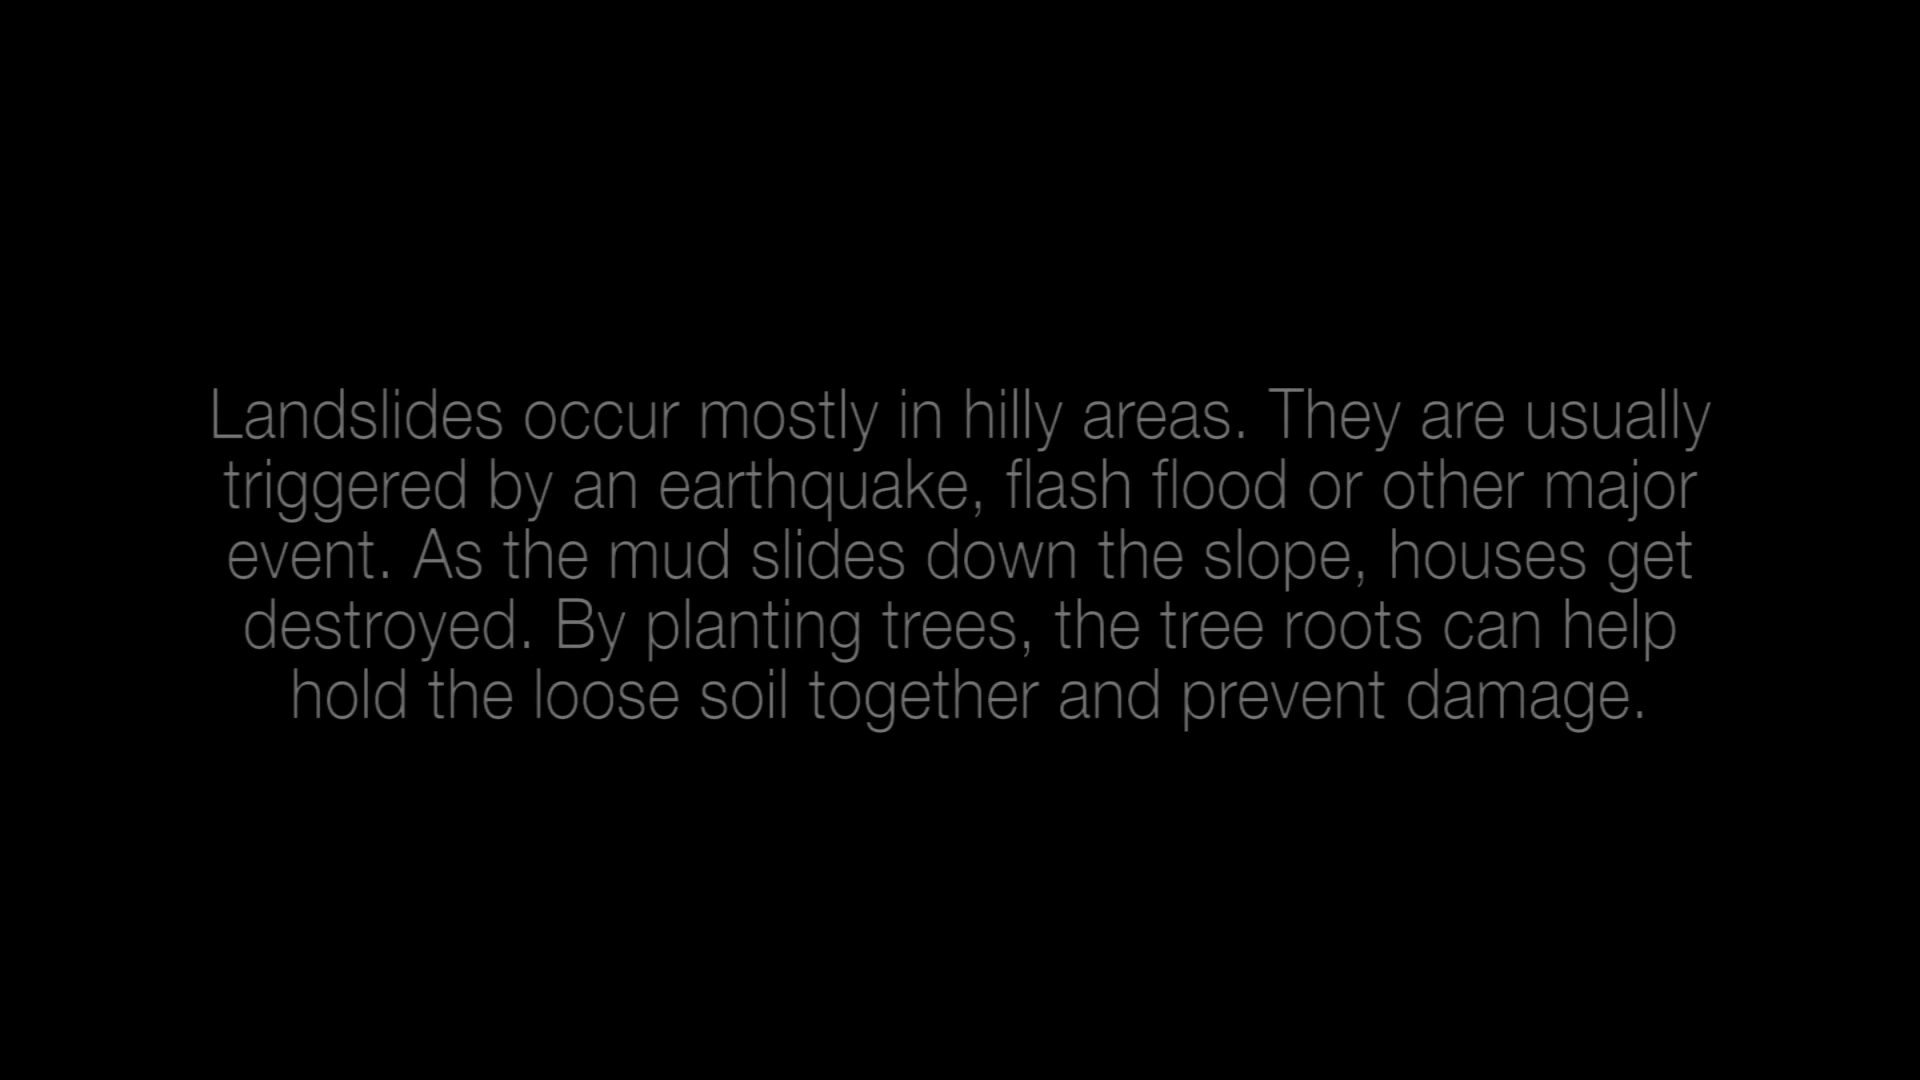 Landslides occur mostly in hilly areas. They are usually
triggered by an earthquake, flash flood or other major
event. As the mud slides down the slope, houses get
destroyed. By planting trees, the tree roots can help
hold the loose soil together and prevent damage.